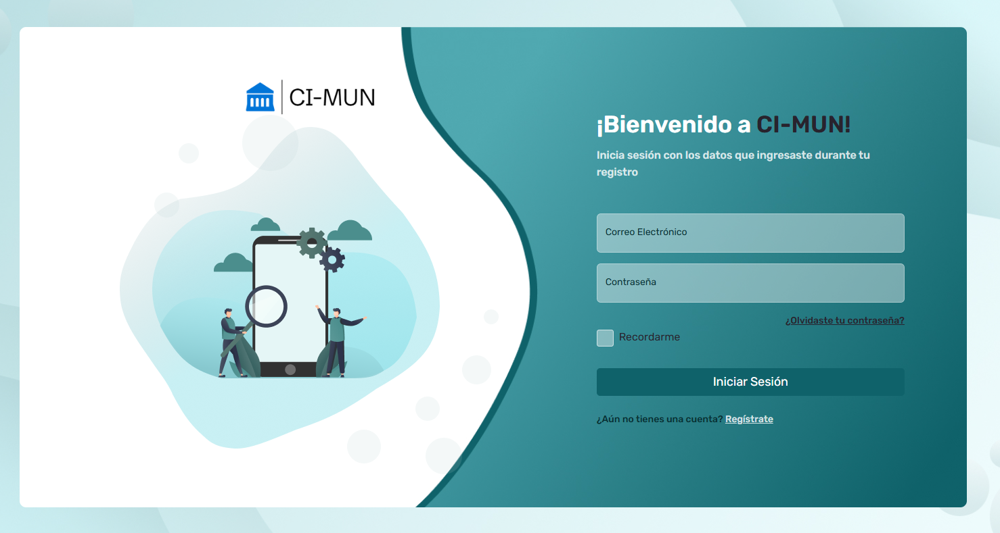 CI-MUN
¡Bienvenido a CI-MUN!
Inicia sesión con los datos que ingresaste durante tu
registro
Correo Electrónico
Contraseña
¿Olvidaste tu contraseña?
Recordarme
Iniciar Sesión
¿Aún no tienes una cuenta? Regístrate